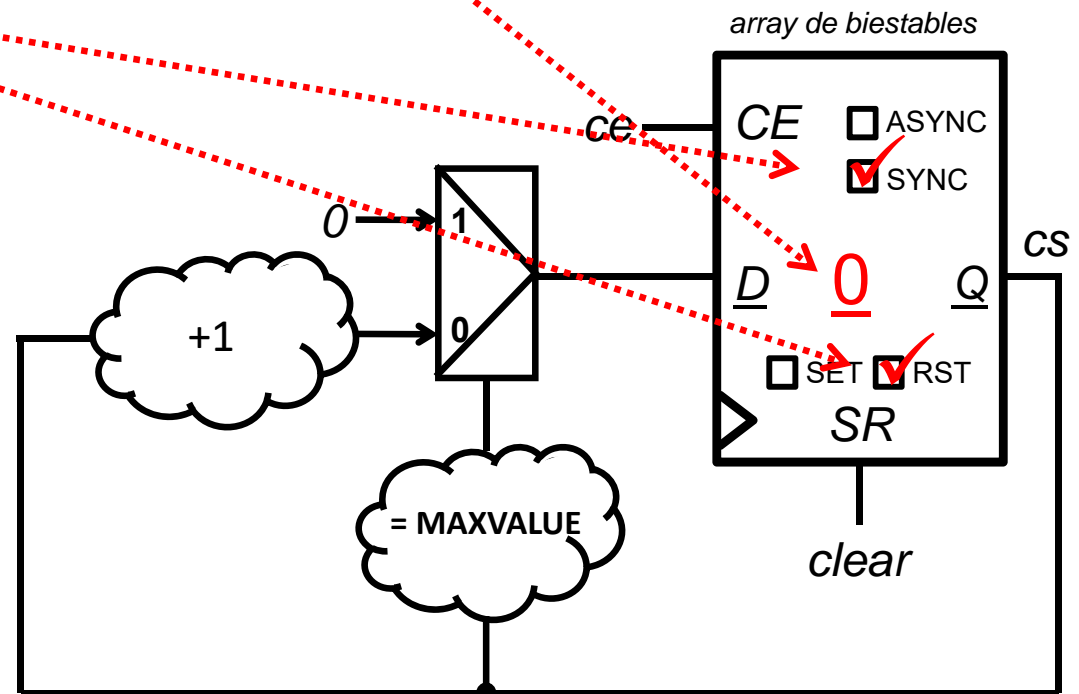 array de biestables
ce
CE
ASYNC
SYNC
0
1
cs
D
0
Q
+1
0
SET
RST
SR
= MAXVALUE
clear